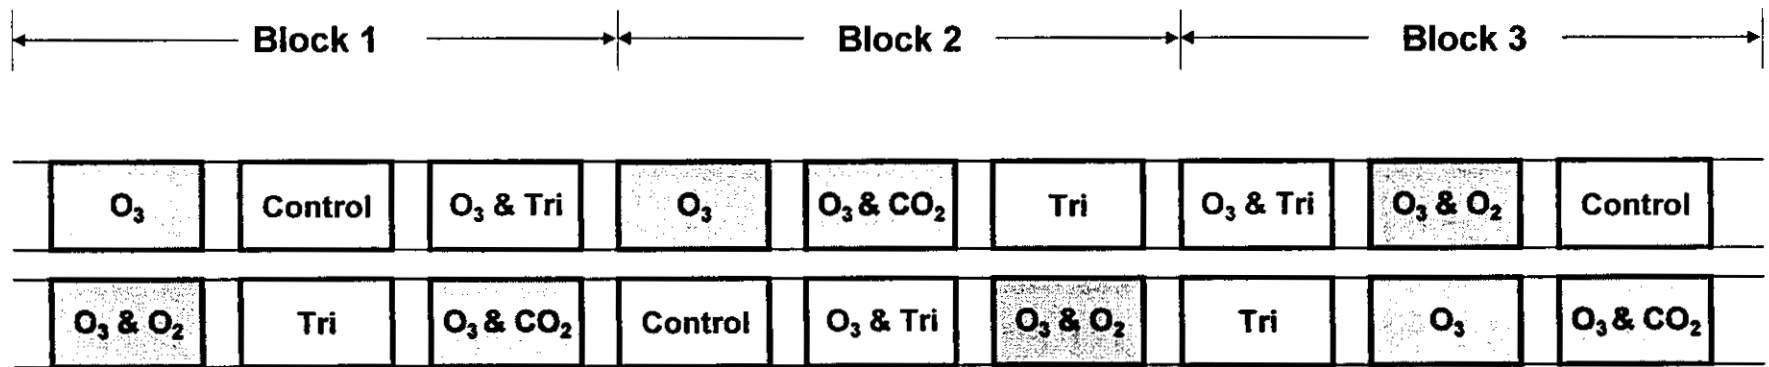 Block 1 Block 2 Block 3
O₃ Control O₃ & Tri O₃ O₃ & CO₂ Tri O₃ & Tri O₃ & O₂ Control
O₃ & O₂ Tri O₃ & CO₂ Control O₃ & Tri O₃ & O₂ Tri O₃ O₃ & CO₂